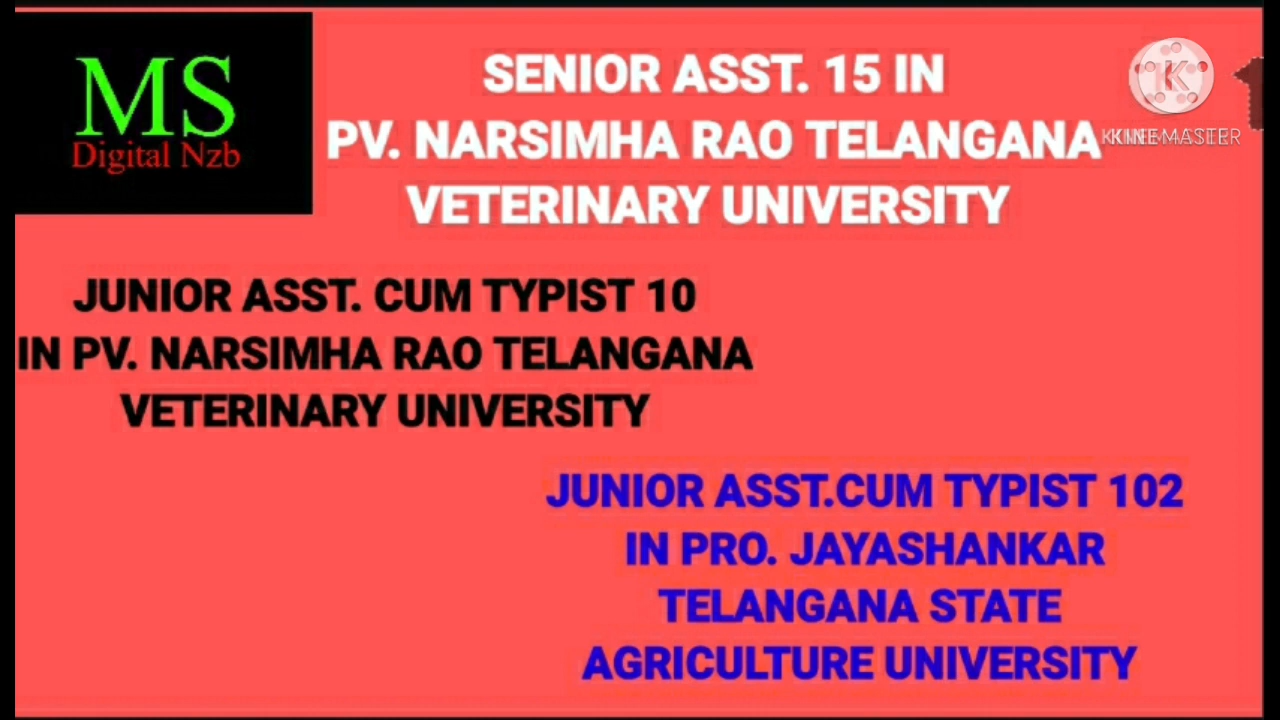 MS
Digital Nzb
SENIOR ASST. 15 IN
PV. NARSIMHA RAO TELANGANA
VETERINARY UNIVERSITY
K
KINEMASTER
JUNIOR ASST. CUM TYPIST 10
IN PV. NARSIMHA RAO TELANGANA
VETERINARY UNIVERSITY
JUNIOR ASST.CUM TYPIST 102
IN PRO. JAYASHANKAR
TELANGANA STATE
AGRICULTURE UNIVERSITY